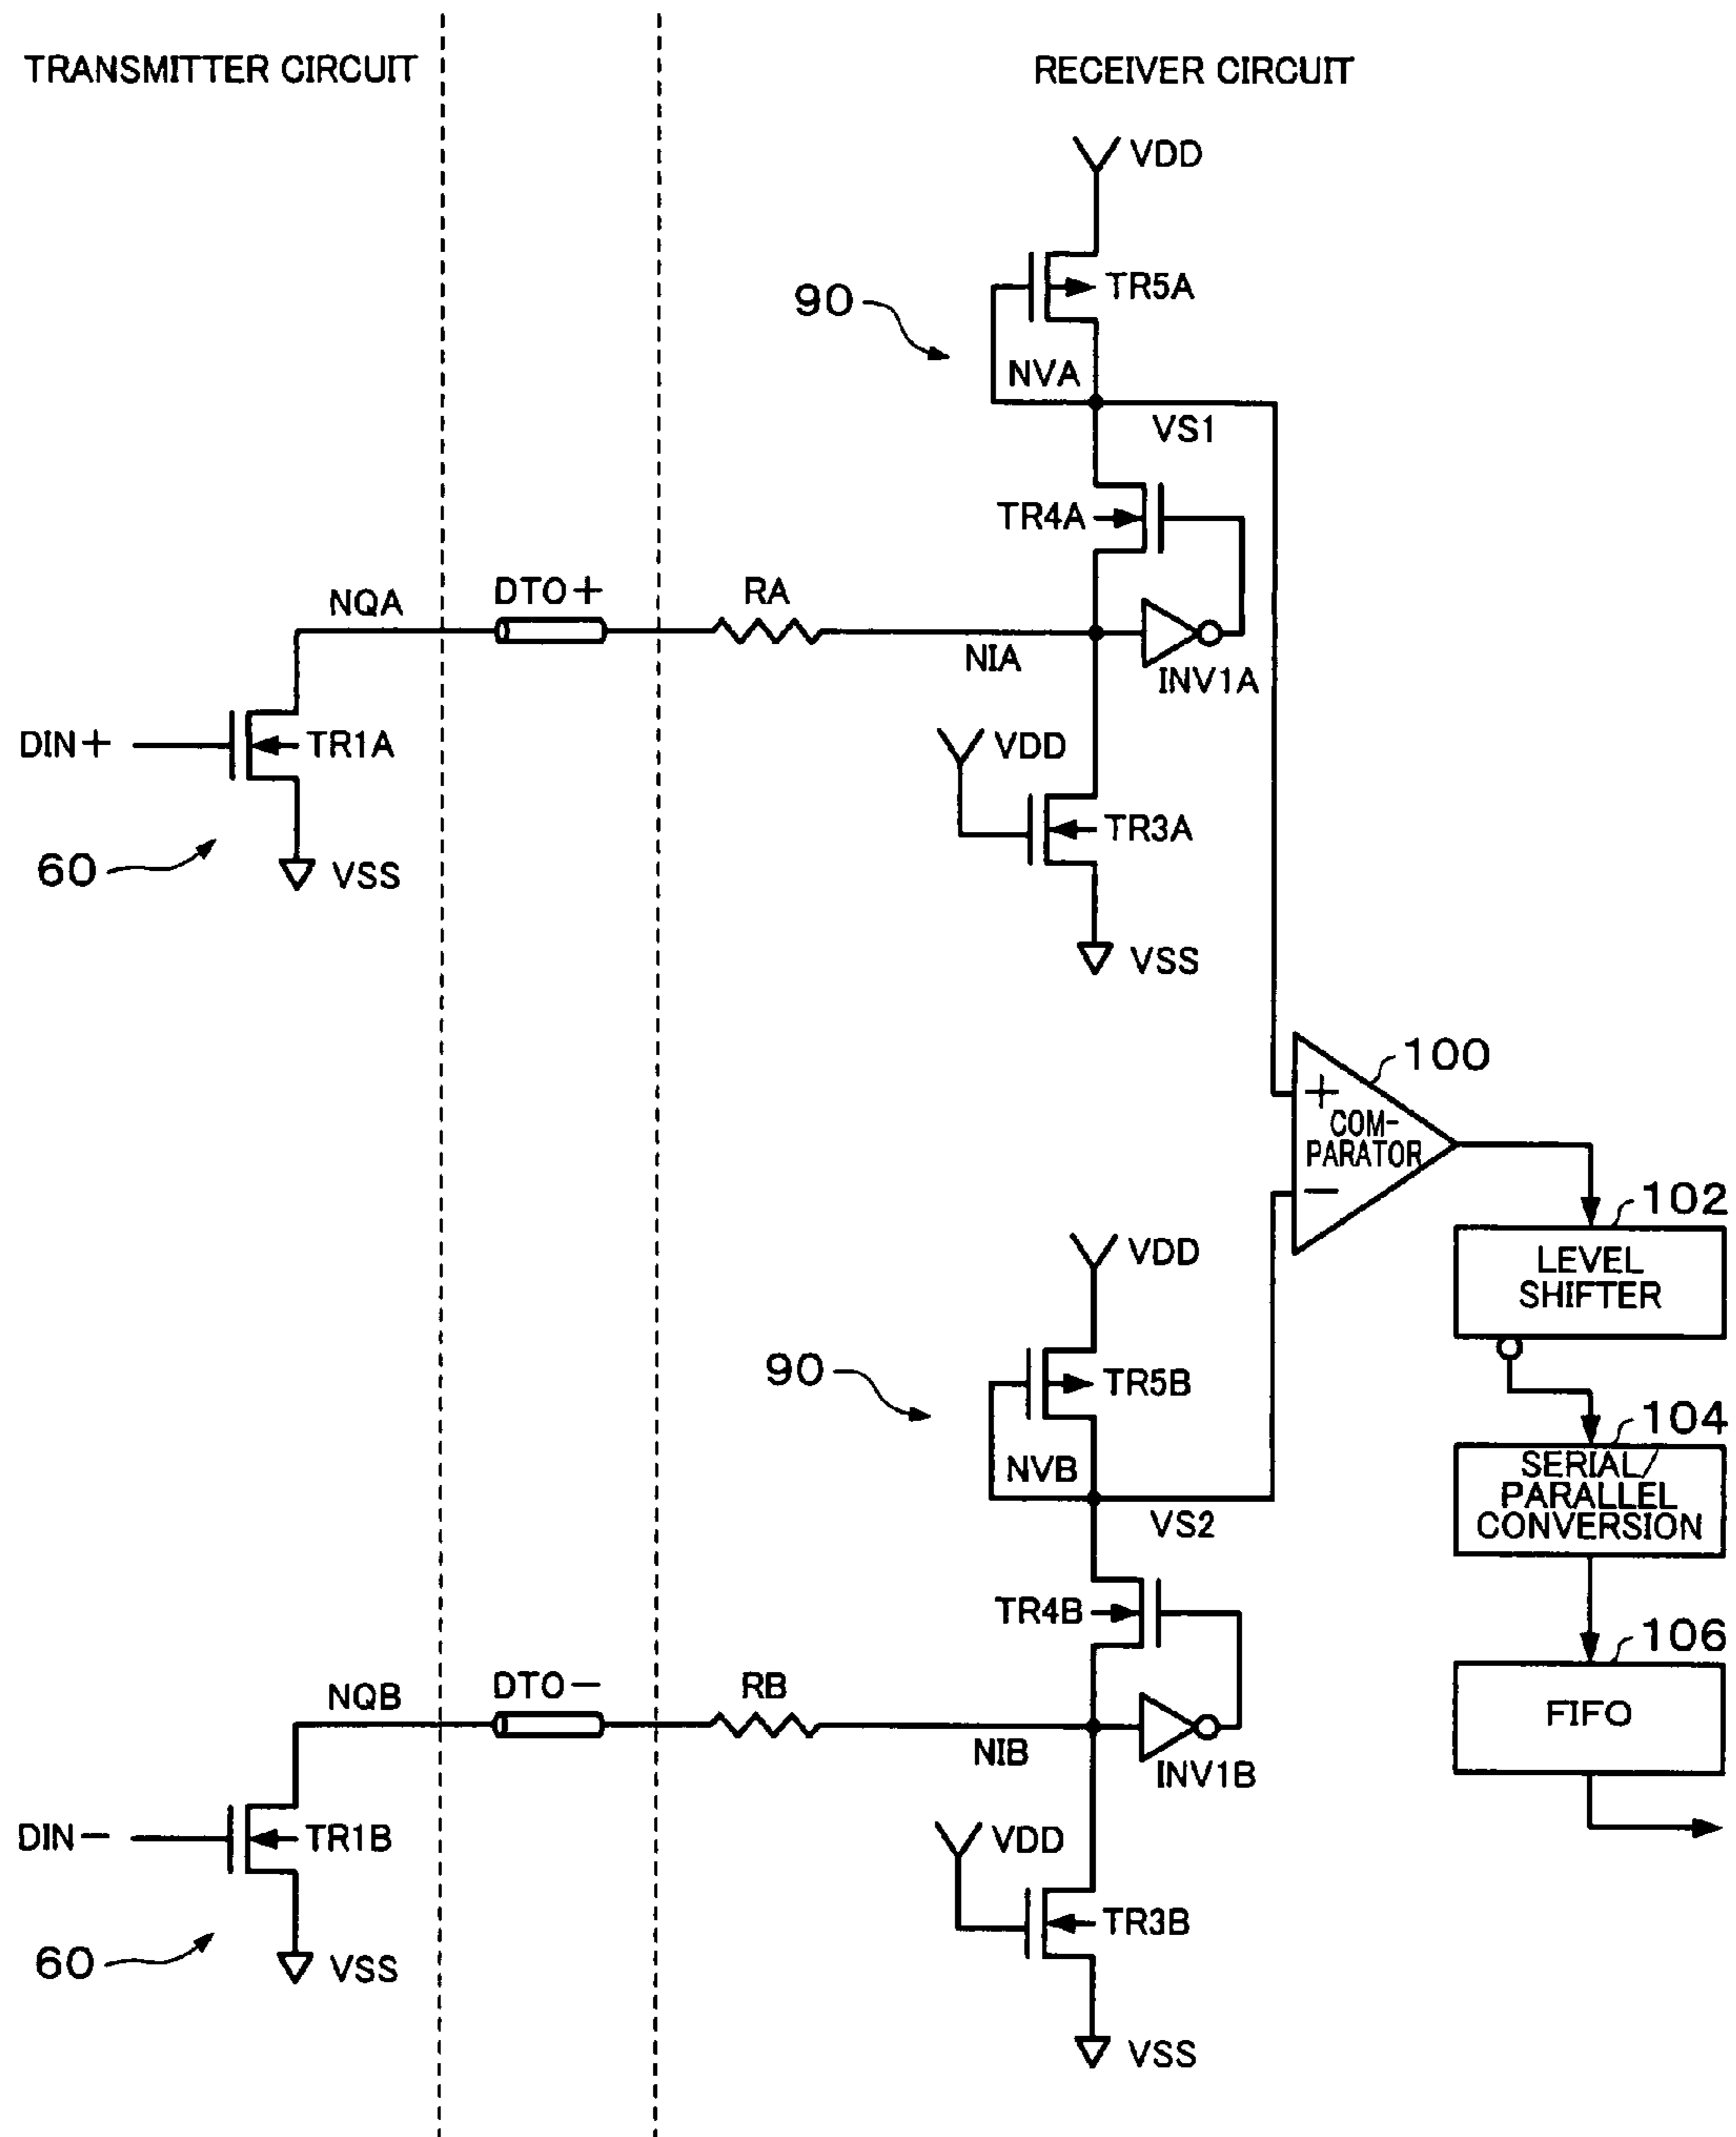 TRANSMITTER CIRCUIT
RECEIVER CIRCUIT
VDD
TR5A
90
NVA
VS1
TR4A
NQA
DTO+
RA
NIA
INV1A
DIN+
TR1A
VDD
TR3A
60
VSS
VSS
100
+
COM-
PARATOR
−
102
LEVEL
SHIFTER
VDD
TR5B
90
NVB
VS2
104
SERIAL/
PARALLEL
CONVERSION
TR4B
106
FIFO
NQB
DTO−
RB
NIB
INV1B
DIN−
TR1B
VDD
TR3B
60
VSS
VSS